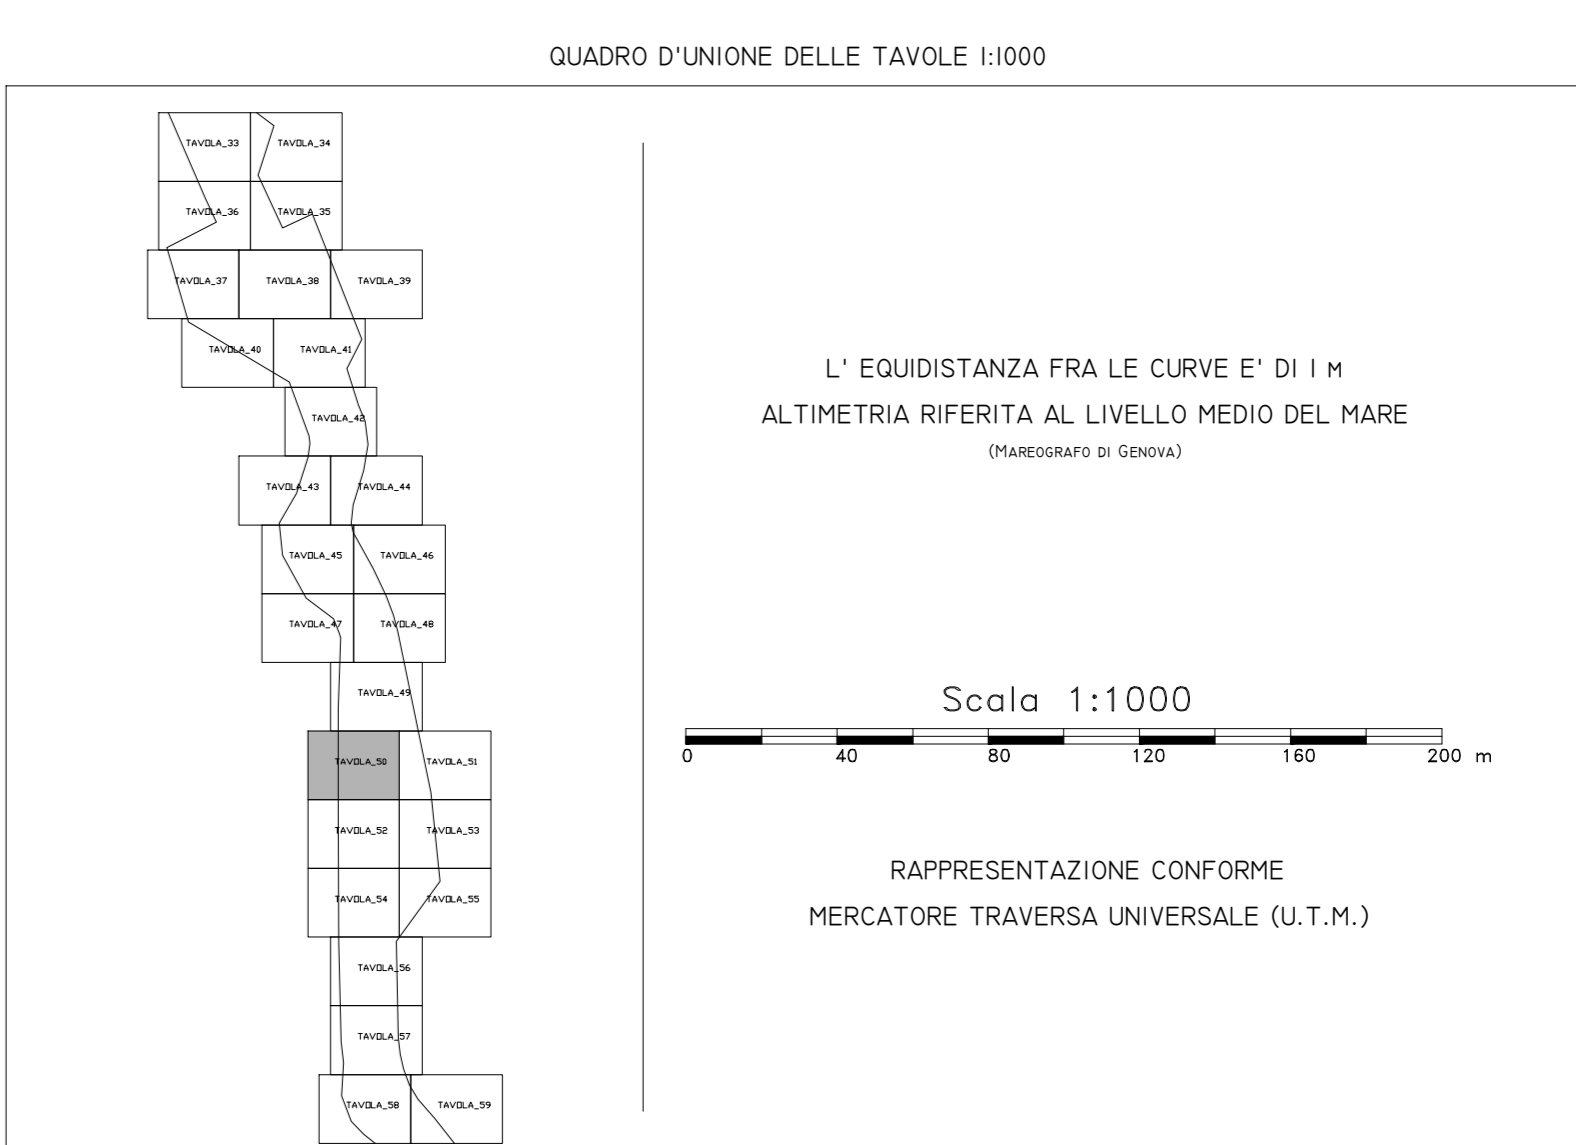 QUADRO D'UNIONE DELLE TAVOLE 1:1000
TAVOLA_33 TAVOLA_34
TAVOLA_36 TAVOLA_35
TAVOLA_37 TAVOLA_38 TAVOLA_39
TAVOLA_40 TAVOLA_41
TAVOLA_42
TAVOLA_43 TAVOLA_44
TAVOLA_45 TAVOLA_46
TAVOLA_47 TAVOLA_48
TAVOLA_49
TAVOLA_50 TAVOLA_51
TAVOLA_52 TAVOLA_53
TAVOLA_54 TAVOLA_55
TAVOLA_56
TAVOLA_57
TAVOLA_58 TAVOLA_59
L' EQUIDISTANZA FRA LE CURVE E' DI 1 M
ALTIMETRIA RIFERITA AL LIVELLO MEDIO DEL MARE
(MAREOGRAFO DI GENOVA)
Scala 1:1000
0 40 80 120 160 200 m
RAPPRESENTAZIONE CONFORME
MERCATORE TRAVERSA UNIVERSALE (U.T.M.)